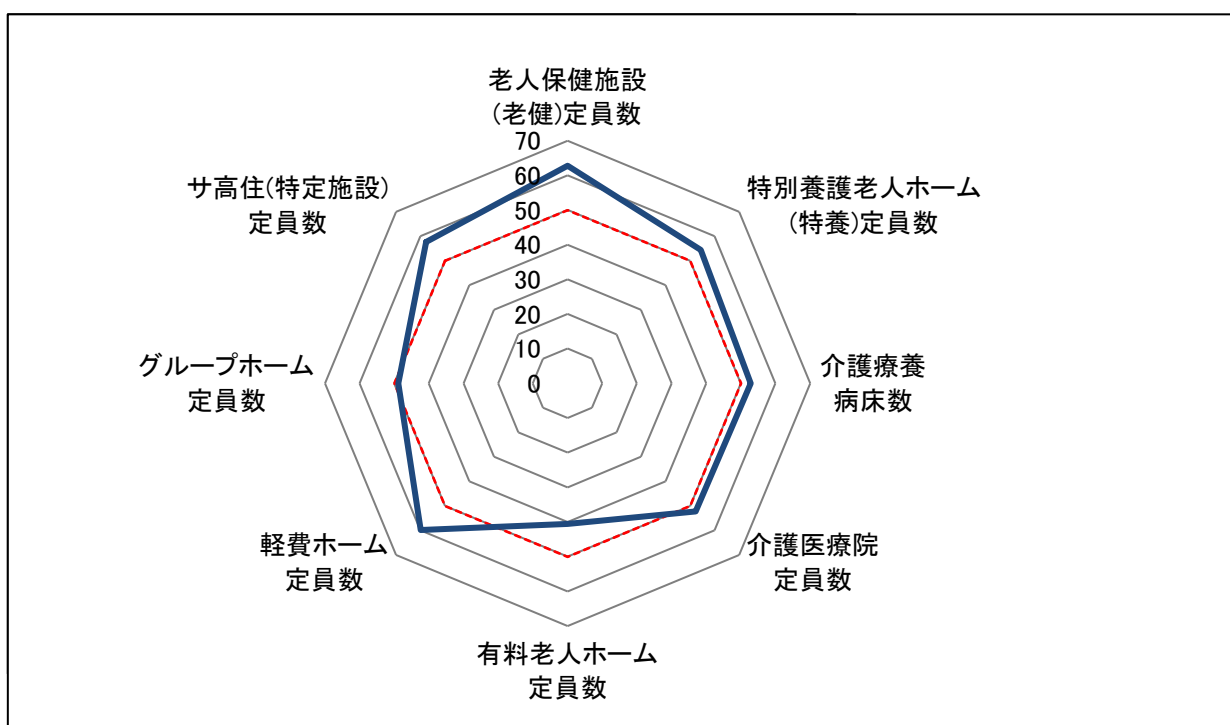 老人保健施設
(老健)定員数
特別養護老人ホーム
(特養)定員数
介護療養
病床数
介護医療院
定員数
有料老人ホーム
定員数
軽費ホーム
定員数
グループホーム
定員数
サ高住(特定施設)
定員数
70
60
50
40
30
20
10
0